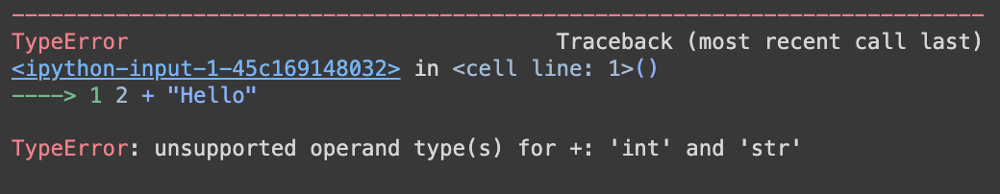 ---------------------------------------------------------------------------
TypeError                                 Traceback (most recent call last)
<ipython-input-1-45c169148032> in <cell line: 1>()
----> 1 2 + "Hello"

TypeError: unsupported operand type(s) for +: 'int' and 'str'